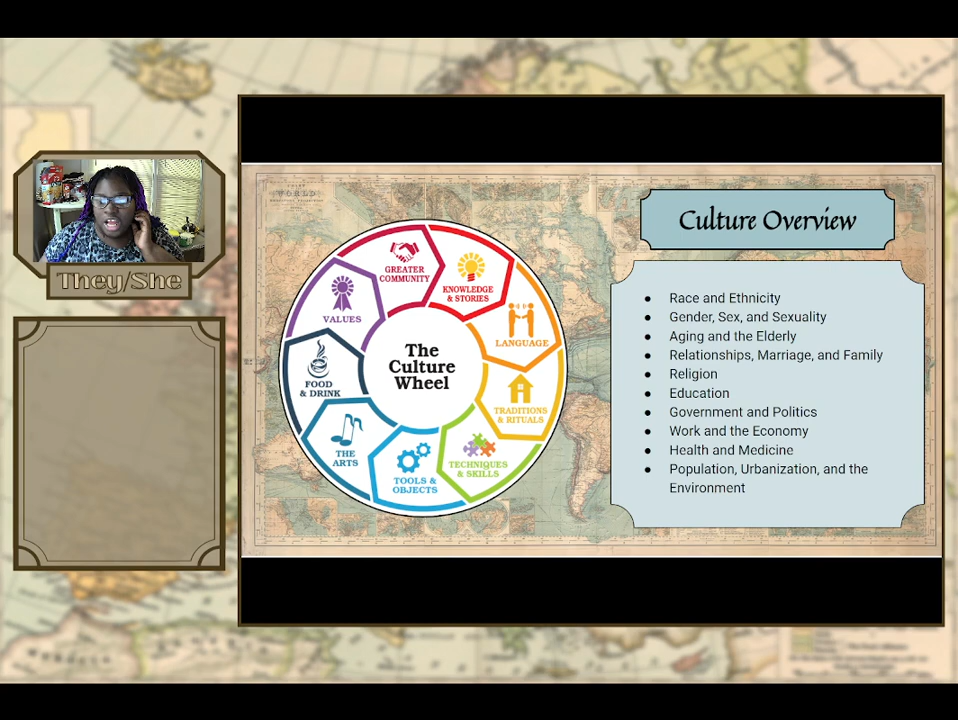 They/She
WORLD
The
Culture
Wheel
GREATER
COMMUNITY
KNOWLEDGE
& STORIES
LANGUAGE
TRADITIONS
& RITUALS
TECHNIQUES
& SKILLS
TOOLS &
OBJECTS
THE
ARTS
FOOD
& DRINK
VALUES
Culture Overview
● Race and Ethnicity
● Gender, Sex, and Sexuality
● Aging and the Elderly
● Relationships, Marriage, and Family
● Religion
● Education
● Government and Politics
● Work and the Economy
● Health and Medicine
● Population, Urbanization, and the
Environment